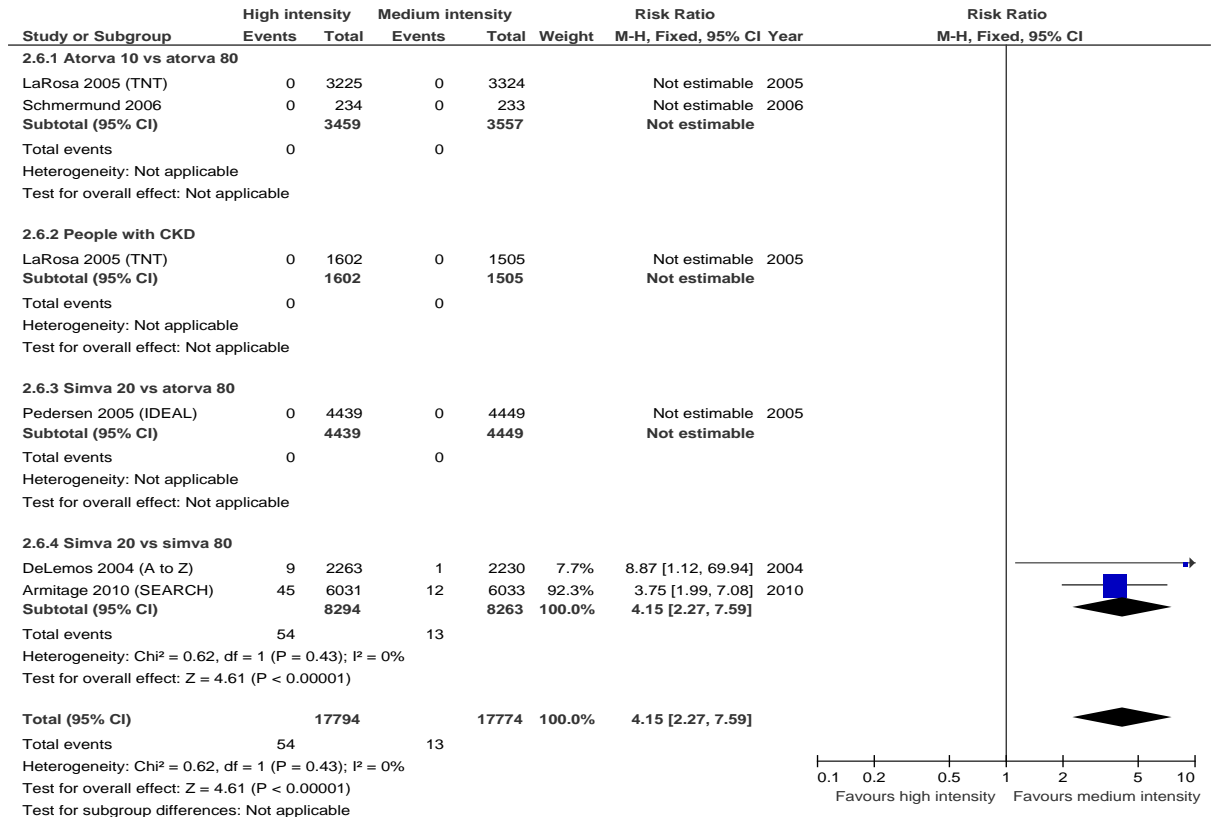 High intensity Medium intensity Risk Ratio Risk Ratio
Study or Subgroup Events Total Events Total Weight M-H, Fixed, 95% CI Year M-H, Fixed, 95% CI
2.6.1 Atorva 10 vs atorva 80
LaRosa 2005 (TNT) 0 3225 0 3324 Not estimable 2005
Schmermund 2006 0 234 0 233 Not estimable 2006
Subtotal (95% CI) 3459 3557 Not estimable
Total events 0 0
Heterogeneity: Not applicable
Test for overall effect: Not applicable
2.6.2 People with CKD
LaRosa 2005 (TNT) 0 1602 0 1505 Not estimable 2005
Subtotal (95% CI) 1602 1505 Not estimable
Total events 0 0
Heterogeneity: Not applicable
Test for overall effect: Not applicable
2.6.3 Simva 20 vs atorva 80
Pedersen 2005 (IDEAL) 0 4439 0 4449 Not estimable 2005
Subtotal (95% CI) 4439 4449 Not estimable
Total events 0 0
Heterogeneity: Not applicable
Test for overall effect: Not applicable
2.6.4 Simva 20 vs simva 80
DeLemos 2004 (A to Z) 9 2263 1 2230 7.7% 8.87 [1.12, 69.94] 2004
Armitage 2010 (SEARCH) 45 6031 12 6033 92.3% 3.75 [1.99, 7.08] 2010
Subtotal (95% CI) 8294 8263 100.0% 4.15 [2.27, 7.59]
Total events 54 13
Heterogeneity: Chi² = 0.62, df = 1 (P = 0.43); I² = 0%
Test for overall effect: Z = 4.61 (P < 0.00001)
Total (95% CI) 17794 17774 100.0% 4.15 [2.27, 7.59]
Total events 54 13
Heterogeneity: Chi² = 0.62, df = 1 (P = 0.43); I² = 0%
Test for overall effect: Z = 4.61 (P < 0.00001)
Test for subgroup differences: Not applicable
0.1 0.2 0.5 1 2 5 10
Favours high intensity Favours medium intensity